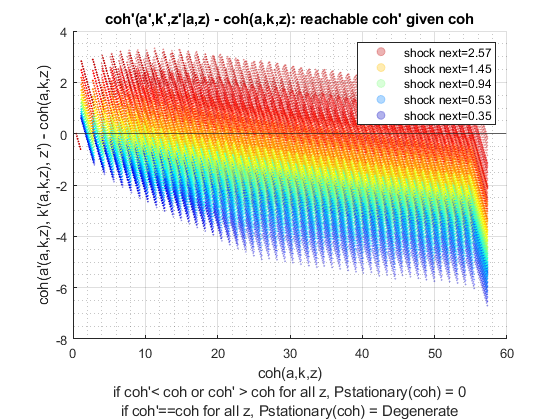 coh'(a',k',z'|a,z) - coh(a,k,z): reachable coh' given coh
4
2
0
-2
-4
-6
-8
coh(a'(a,k,z), k'(a,k,z), z') - coh(a,k,z)
shock next=2.57
shock next=1.45
shock next=0.94
shock next=0.53
shock next=0.35
0
10
20
30
40
50
60
coh(a,k,z)
if coh'< coh or coh' > coh for all z, Pstationary(coh) = 0
if coh'==coh for all z, Pstationary(coh) = Degenerate